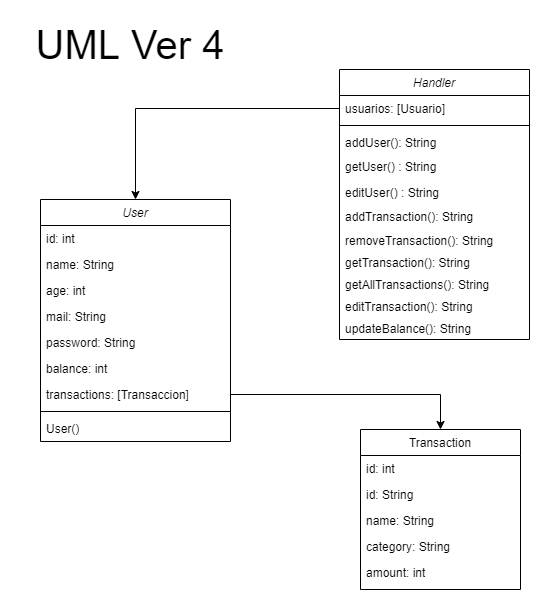 UML Ver 4
Handler
usuarios: [Usuario]
addUser(): String
getUser() : String
editUser() : String
addTransaction(): String
removeTransaction(): String
getTransaction(): String
getAllTransactions(): String
editTransaction(): String
updateBalance(): String
User
id: int
name: String
age: int
mail: String
password: String
balance: int
transactions: [Transaccion]
User()
Transaction
id: int
id: String
name: String
category: String
amount: int